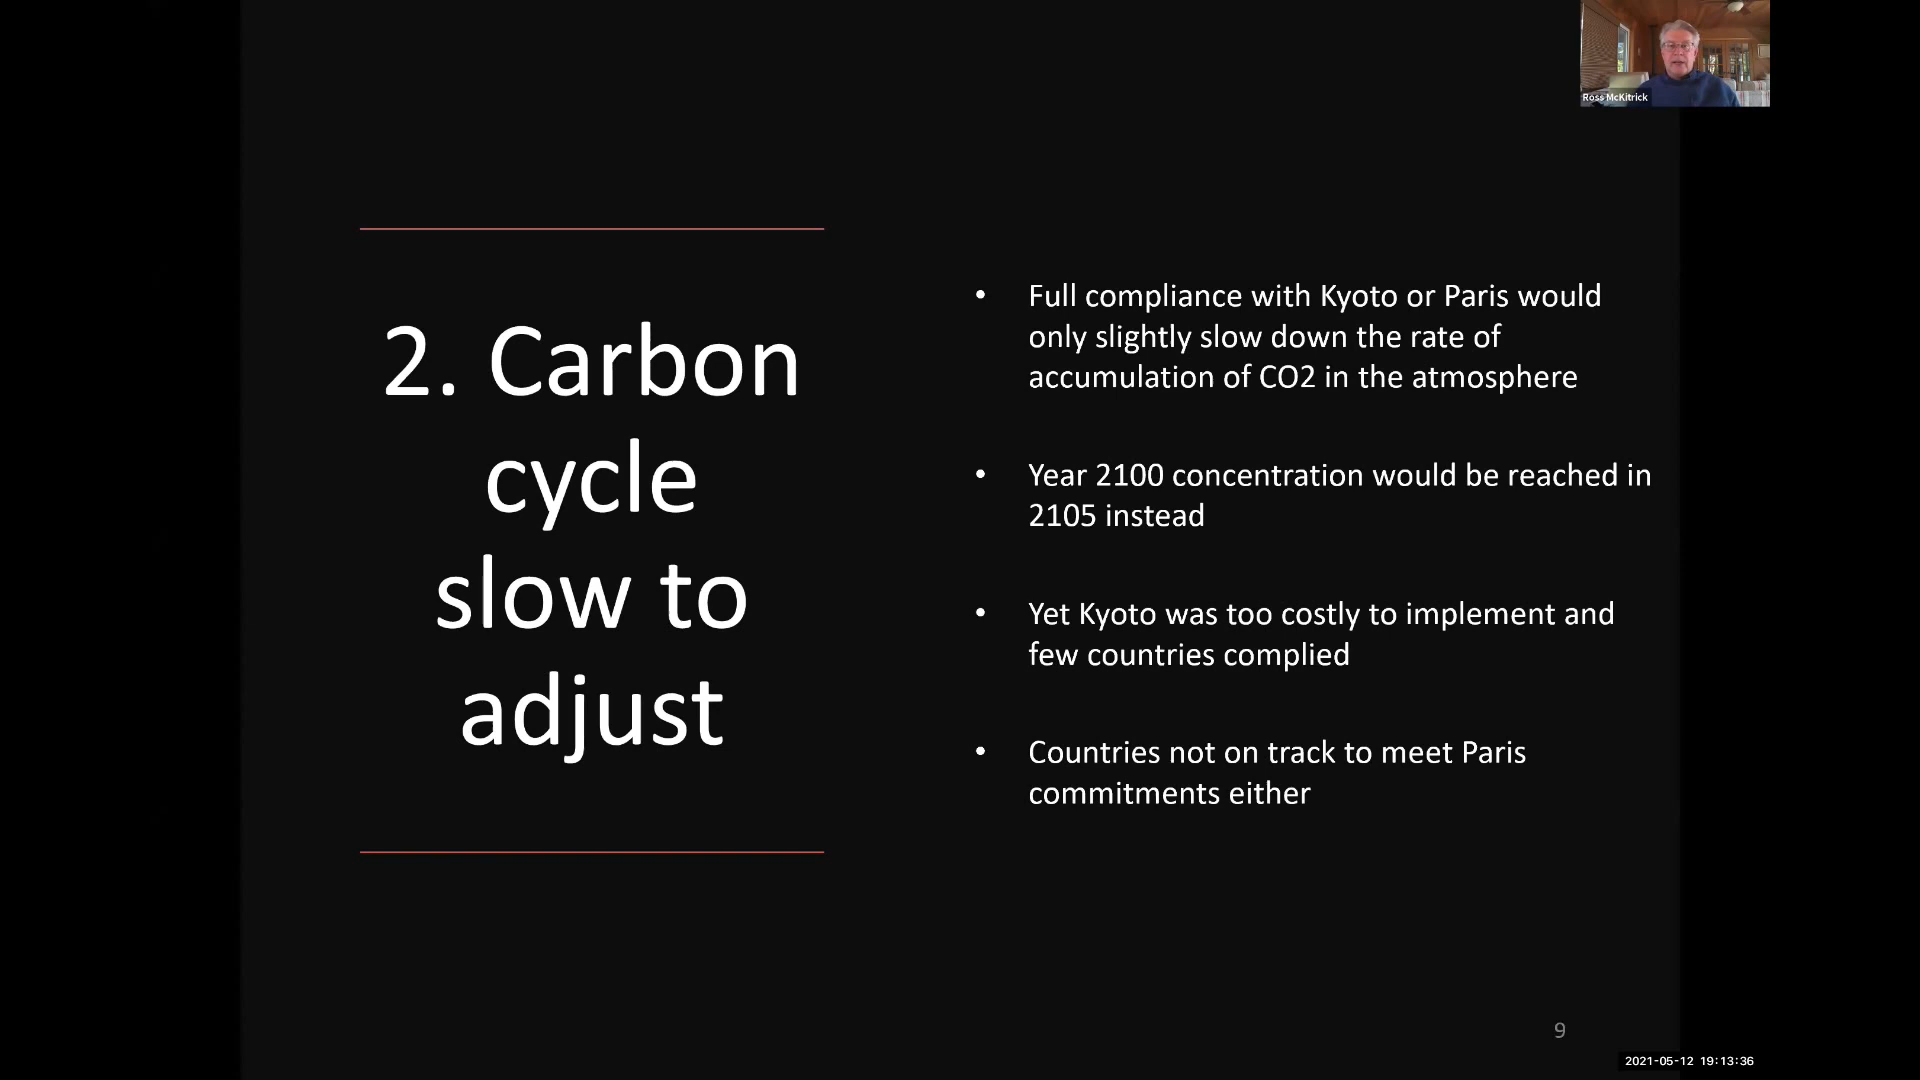 Ross McKitrick
2. Carbon
cycle
slow to
adjust
• Full compliance with Kyoto or Paris would
only slightly slow down the rate of
accumulation of CO2 in the atmosphere
• Year 2100 concentration would be reached in
2105 instead
• Yet Kyoto was too costly to implement and
few countries complied
• Countries not on track to meet Paris
commitments either
9
2021-05-12 19:13:36